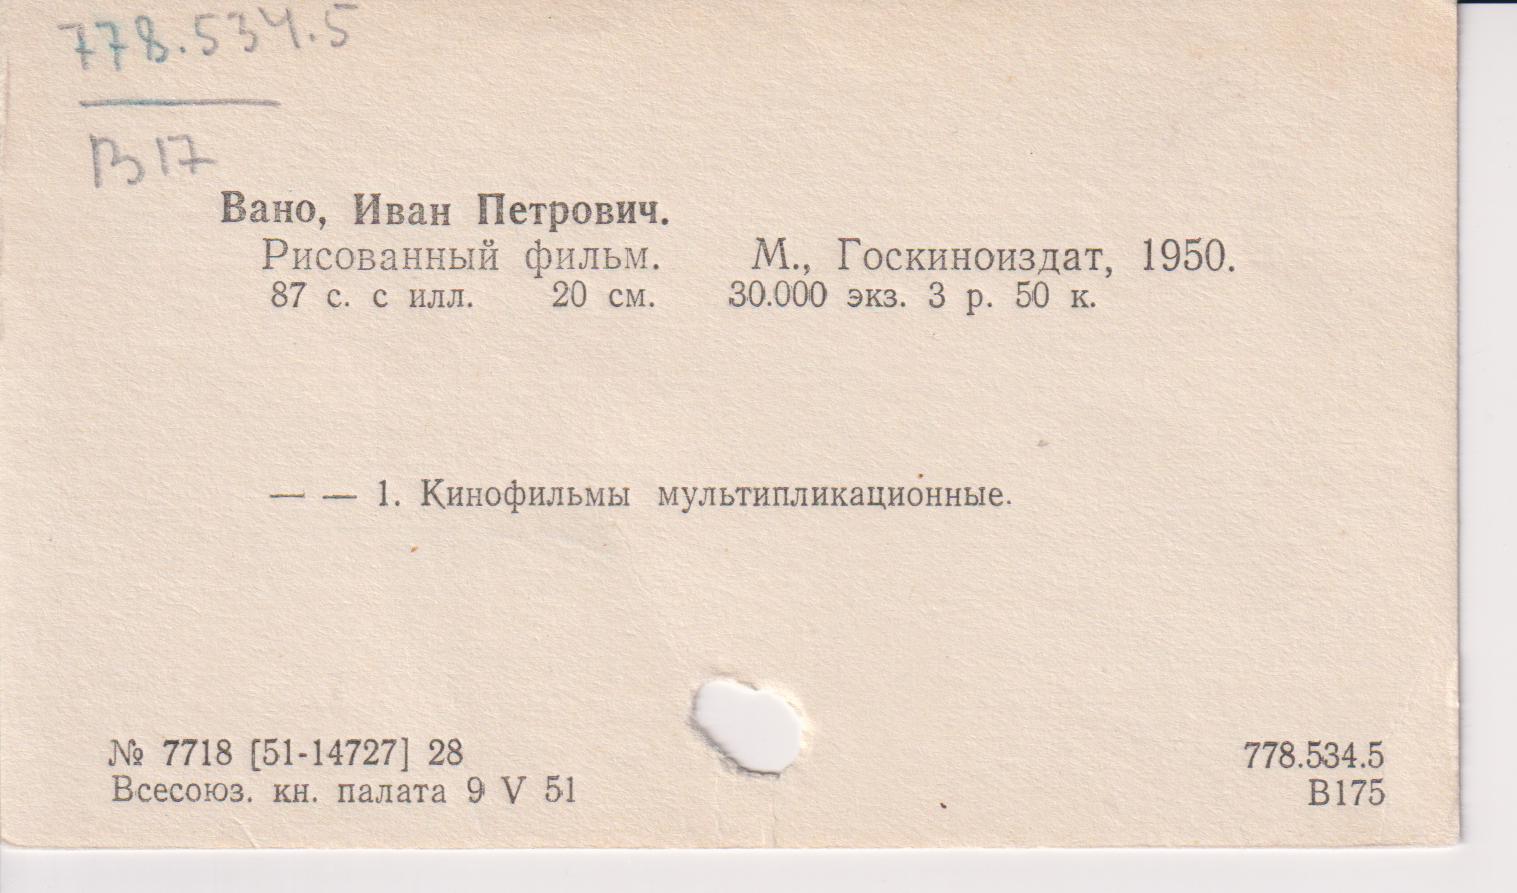 778.534.5
В17
Вано, Иван Петрович.
Рисованный фильм. М., Госкиноиздат, 1950.
87 с. с илл. 20 см. 30.000 экз. 3 р. 50 к.
— — 1. Кинофильмы мультипликационные.
№ 7718 [51-14727] 28
Всесоюз. кн. палата 9 V 51
778.534.5
В175